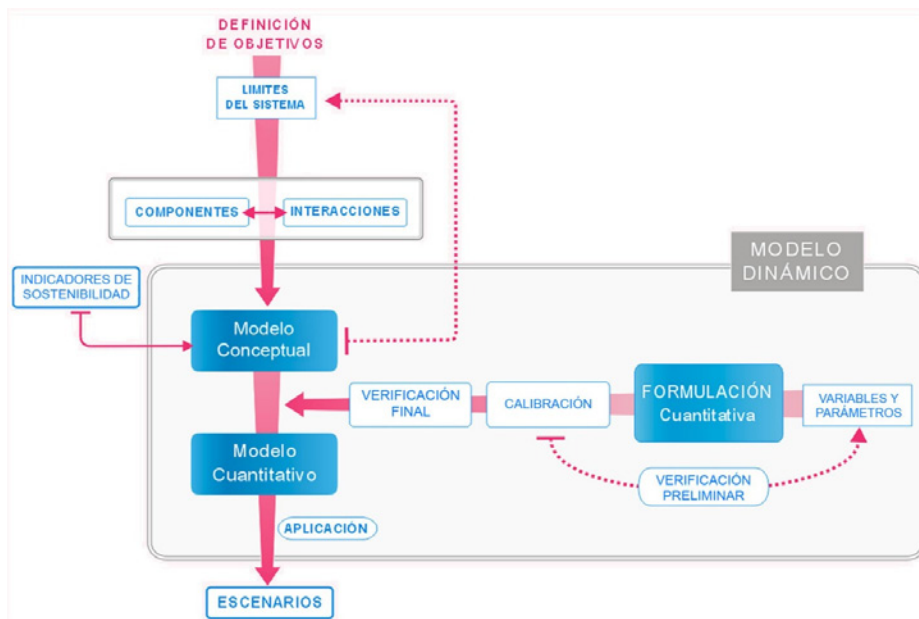 DEFINICIÓN
DE OBJETIVOS
LIMITES
DEL SISTEMA
COMPONENTES
INTERACCIONES
MODELO
DINÁMICO
INDICADORES DE
SOSTENIBILIDAD
Modelo
Conceptual
VERIFICACIÓN
FINAL
CALIBRACIÓN
FORMULACIÓN
Cuantitativa
VARIABLES Y
PARÁMETROS
Modelo
Cuantitativo
VERIFICACIÓN
PRELIMINAR
APLICACIÓN
ESCENARIOS